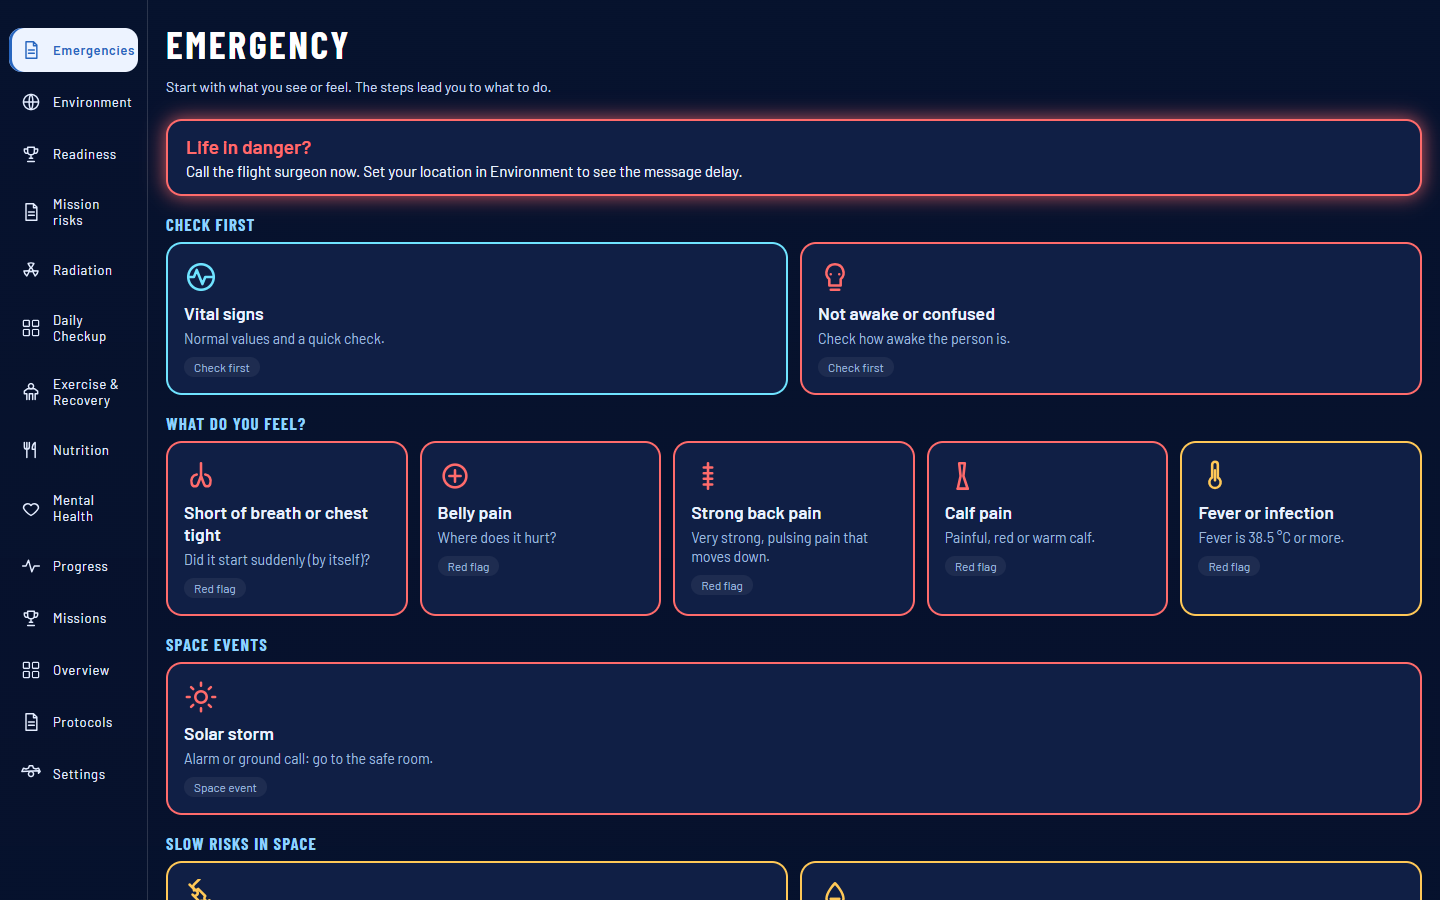 Emergencies
Environment
Readiness
Mission
risks
Radiation
Daily
Checkup
Exercise &
Recovery
Nutrition
Mental
Health
Progress
Missions
Overview
Protocols
Settings
EMERGENCY
Start with what you see or feel. The steps lead you to what to do.
Life in danger?
Call the flight surgeon now. Set your location in Environment to see the message delay.
CHECK FIRST
Vital signs
Normal values and a quick check.
Check first
Not awake or confused
Check how awake the person is.
Check first
WHAT DO YOU FEEL?
Short of breath or chest
tight
Did it start suddenly (by itself)?
Red flag
Belly pain
Where does it hurt?
Red flag
Strong back pain
Very strong, pulsing pain that
moves down.
Red flag
Calf pain
Painful, red or warm calf.
Red flag
Fever or infection
Fever is 38.5 °C or more.
Red flag
SPACE EVENTS
Solar storm
Alarm or ground call: go to the safe room.
Space event
SLOW RISKS IN SPACE